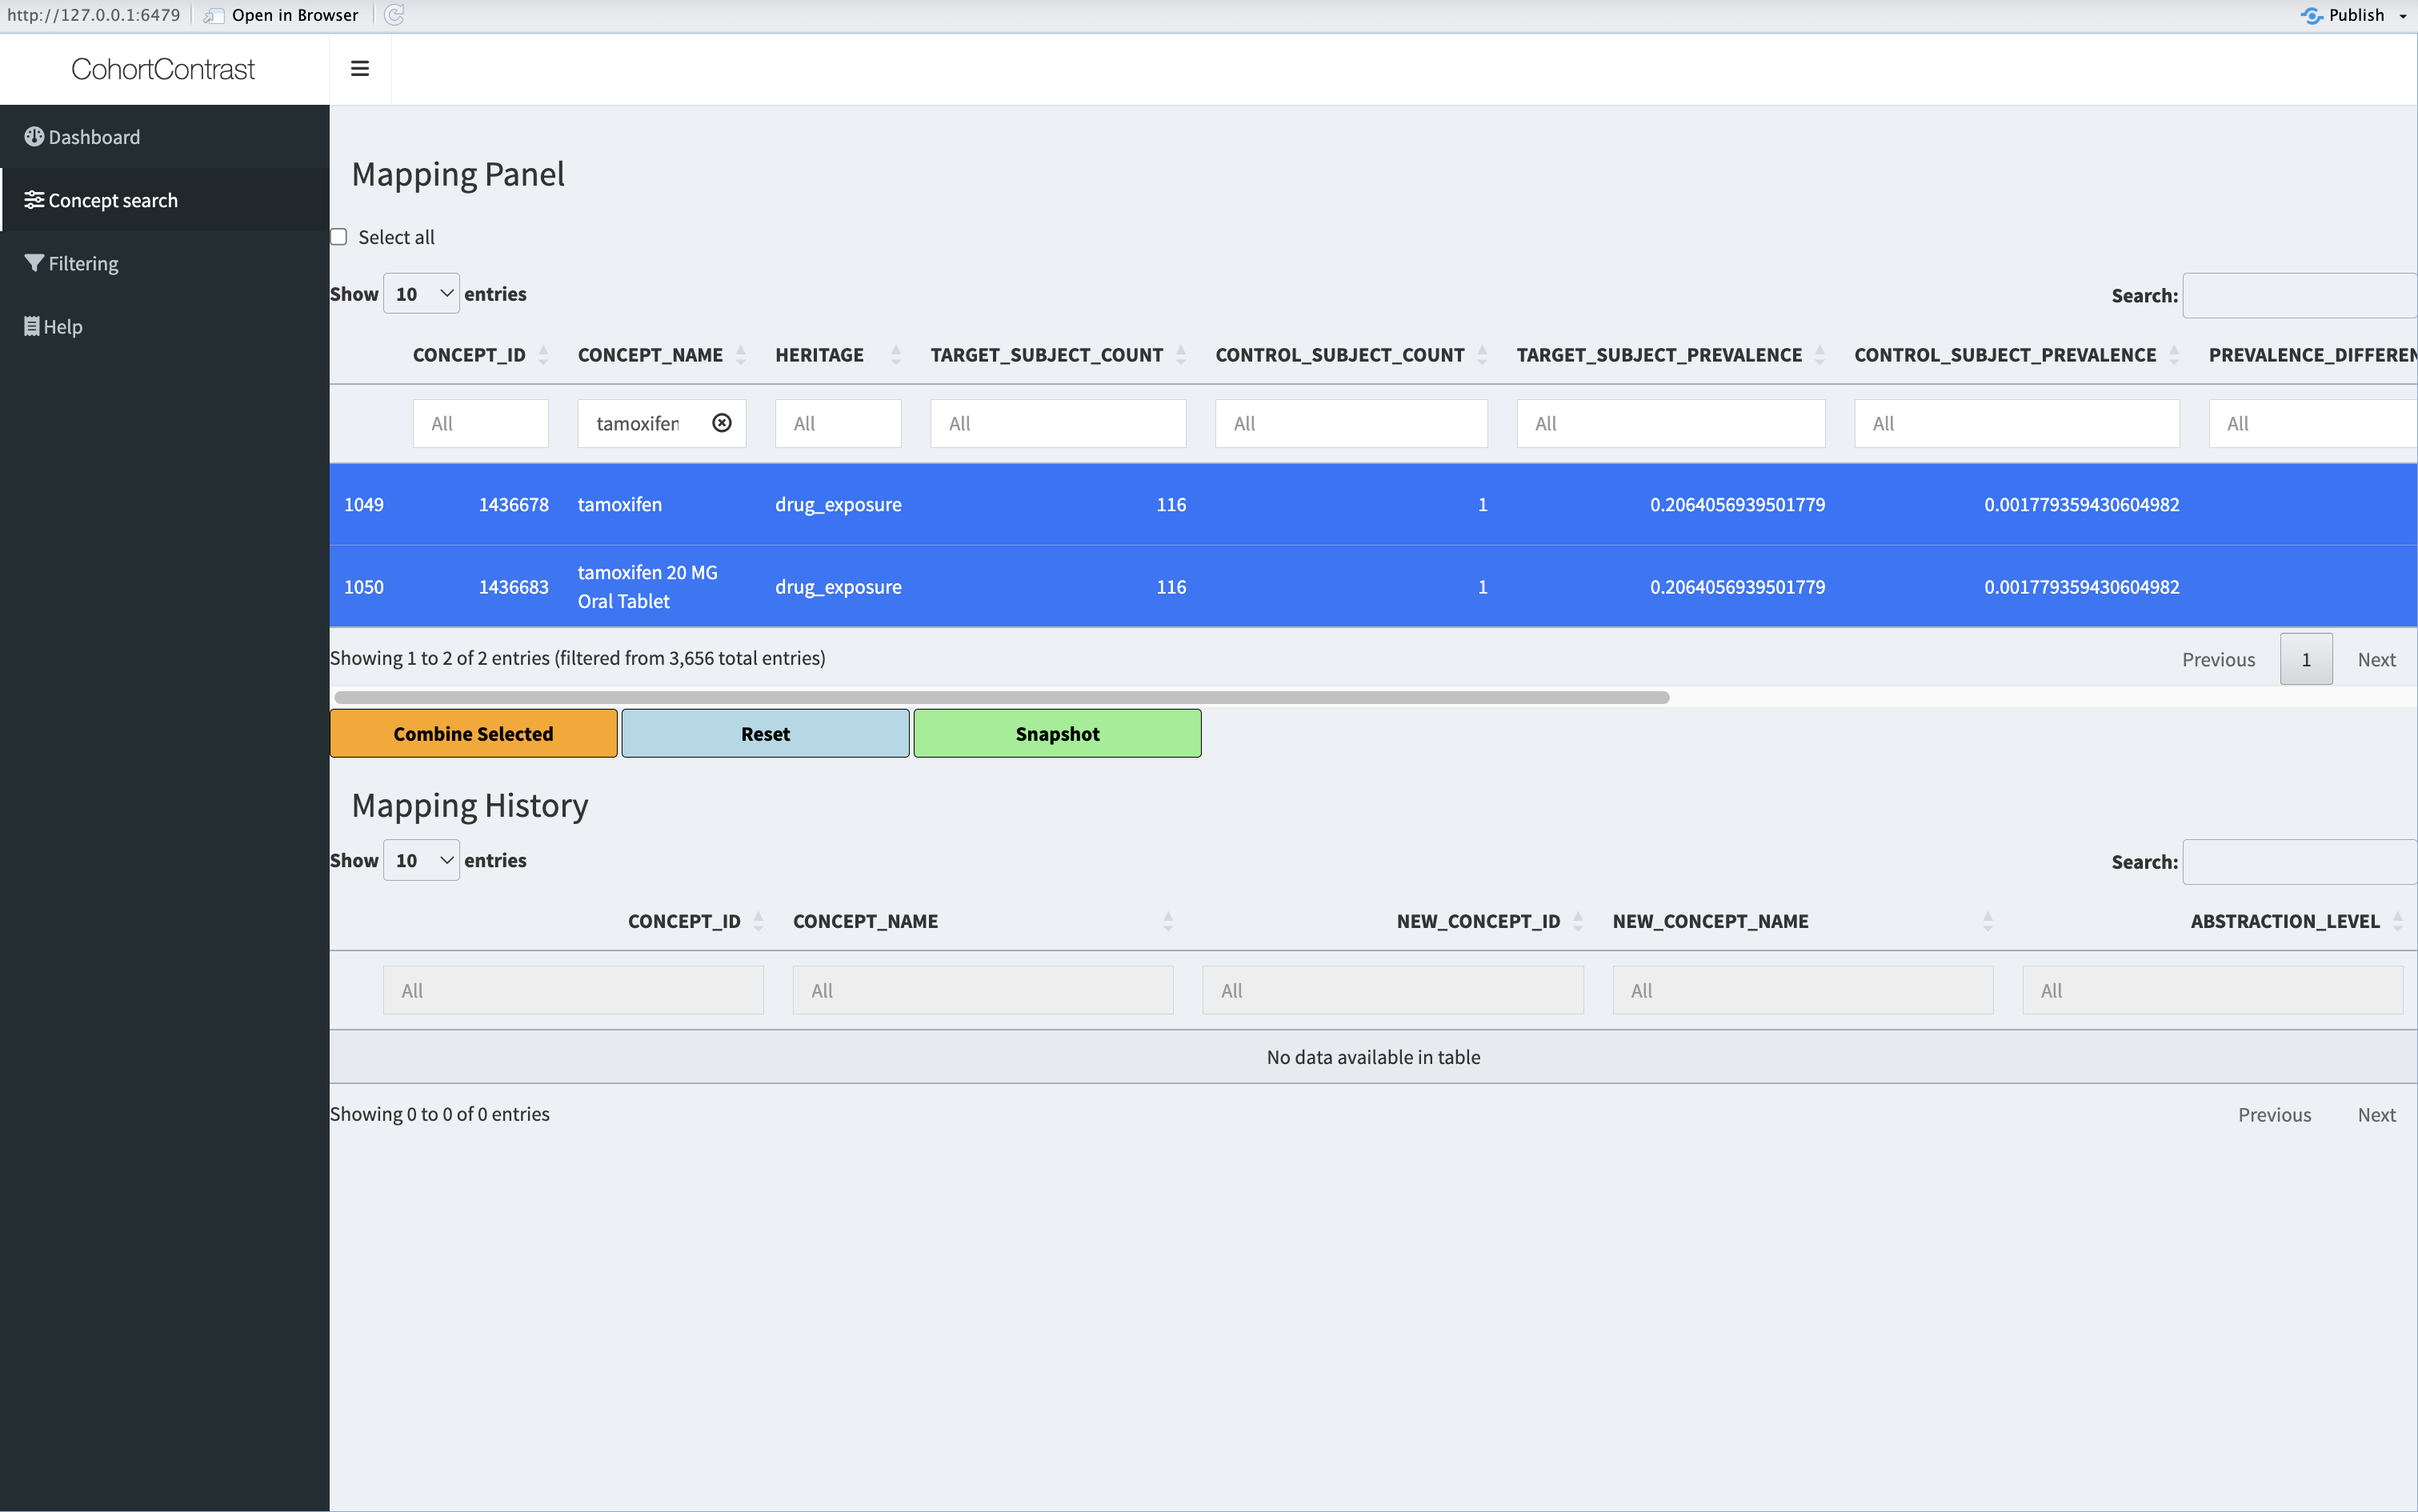 http://127.0.0.1:6479 Open in Browser Publish
CohortContrast
Dashboard
Concept search
Filtering
Help
Mapping Panel
Select all
Show 10 entries Search:
CONCEPT_ID CONCEPT_NAME HERITAGE TARGET_SUBJECT_COUNT CONTROL_SUBJECT_COUNT TARGET_SUBJECT_PREVALENCE CONTROL_SUBJECT_PREVALENCE PREVALENCE_DIFFEREN
All tamoxifen All All All All All All
1049 1436678 tamoxifen drug_exposure 116 1 0.2064056939501779 0.001779359430604982
1050 1436683 tamoxifen 20 MG Oral Tablet drug_exposure 116 1 0.2064056939501779 0.001779359430604982
Showing 1 to 2 of 2 entries (filtered from 3,656 total entries) Previous 1 Next
Combine Selected Reset Snapshot
Mapping History
Show 10 entries Search:
CONCEPT_ID CONCEPT_NAME NEW_CONCEPT_ID NEW_CONCEPT_NAME ABSTRACTION_LEVEL
All All All All All
No data available in table
Showing 0 to 0 of 0 entries Previous Next